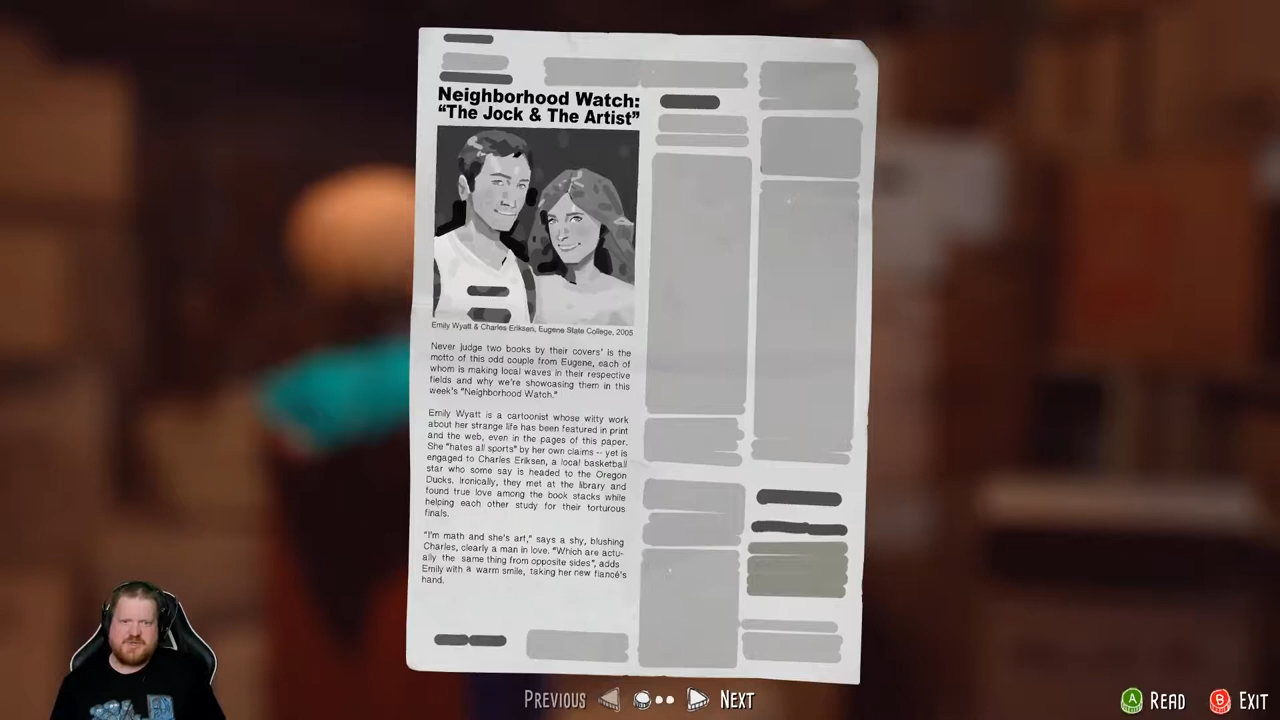 Neighborhood Watch:
“The Jock & The Artist”
Emily Wyatt & Charles Eriksen, Eugene State College, 2005
Never judge two books by their covers' is the
motto of this odd couple from Eugene, each of
whom is making local waves in their respective
fields and why we're showcasing them in this
week's "Neighborhood Watch."
Emily Wyatt is a cartoonist whose witty work
about her strange life has been featured in print
and the web, even in the pages of this paper.
She "hates all sports" by her own claims -- yet is
engaged to Charles Eriksen, a local basketball
star who some say is headed to the Oregon
Ducks. Ironically, they met at the library and
found true love among the book stacks while
helping each other study for their torturous
finals.
"I'm math and she's art," says a shy, blushing
Charles, clearly a man in love. "Which are actu-
ally the same thing from opposite sides", adds
Emily with a warm smile, taking her new fiancé's
hand.
Previous Next
A Read B Exit